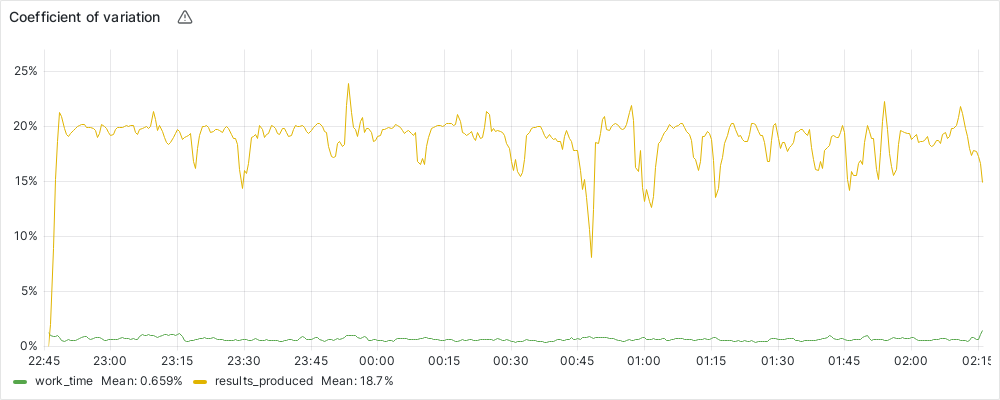 Coefficient of variation
25%
20%
15%
10%
5%
0%
22:45 23:00 23:15 23:30 23:45 00:00 00:15 00:30 00:45 01:00 01:15 01:30 01:45 02:00 02:15
work_time Mean: 0.659% results_produced Mean: 18.7%